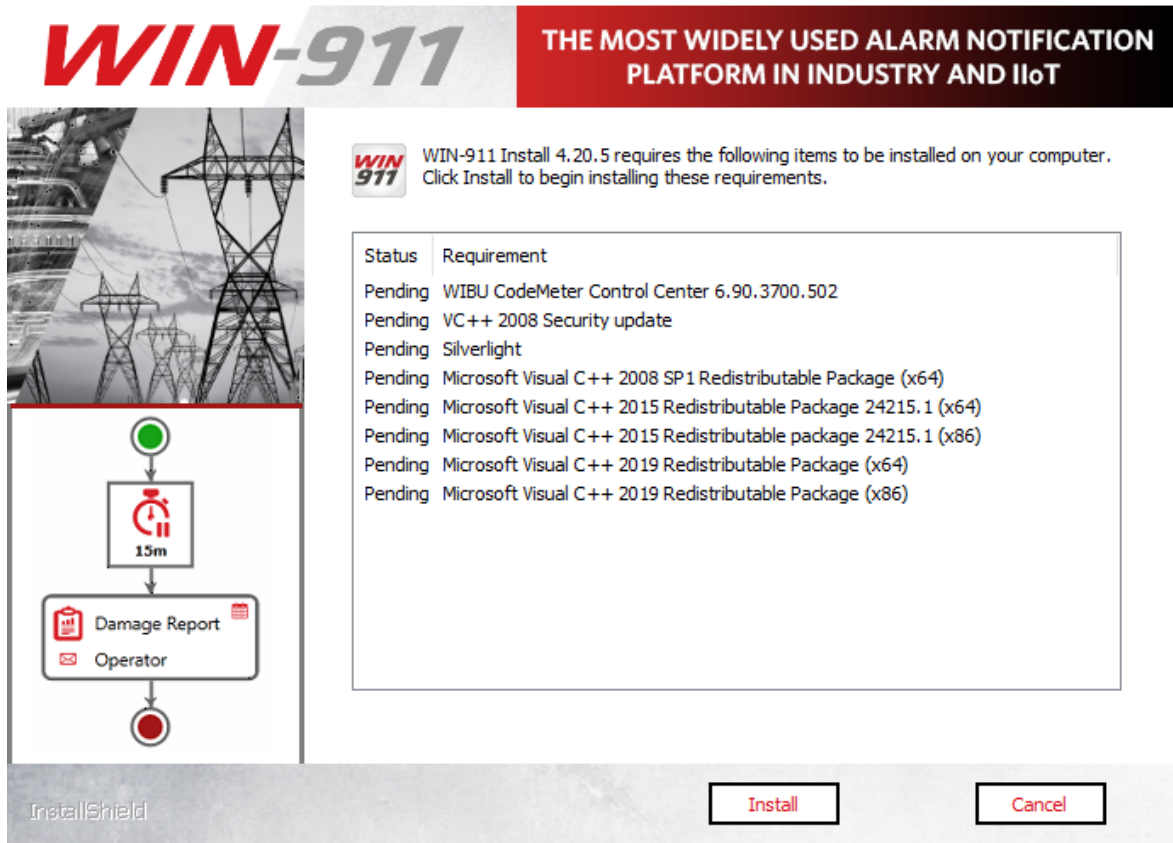 WIN-911
THE MOST WIDELY USED ALARM NOTIFICATION
PLATFORM IN INDUSTRY AND IIoT
WIN
911
WIN-911 Install 4.20.5 requires the following items to be installed on your computer.
Click Install to begin installing these requirements.
Status Requirement
Pending WIBU CodeMeter Control Center 6.90.3700.502
Pending VC++ 2008 Security update
Pending Silverlight
Pending Microsoft Visual C++ 2008 SP1 Redistributable Package (x64)
Pending Microsoft Visual C++ 2015 Redistributable Package 24215.1 (x64)
Pending Microsoft Visual C++ 2015 Redistributable package 24215.1 (x86)
Pending Microsoft Visual C++ 2019 Redistributable Package (x64)
Pending Microsoft Visual C++ 2019 Redistributable Package (x86)
15m
Damage Report
Operator
InstallShield
Install
Cancel